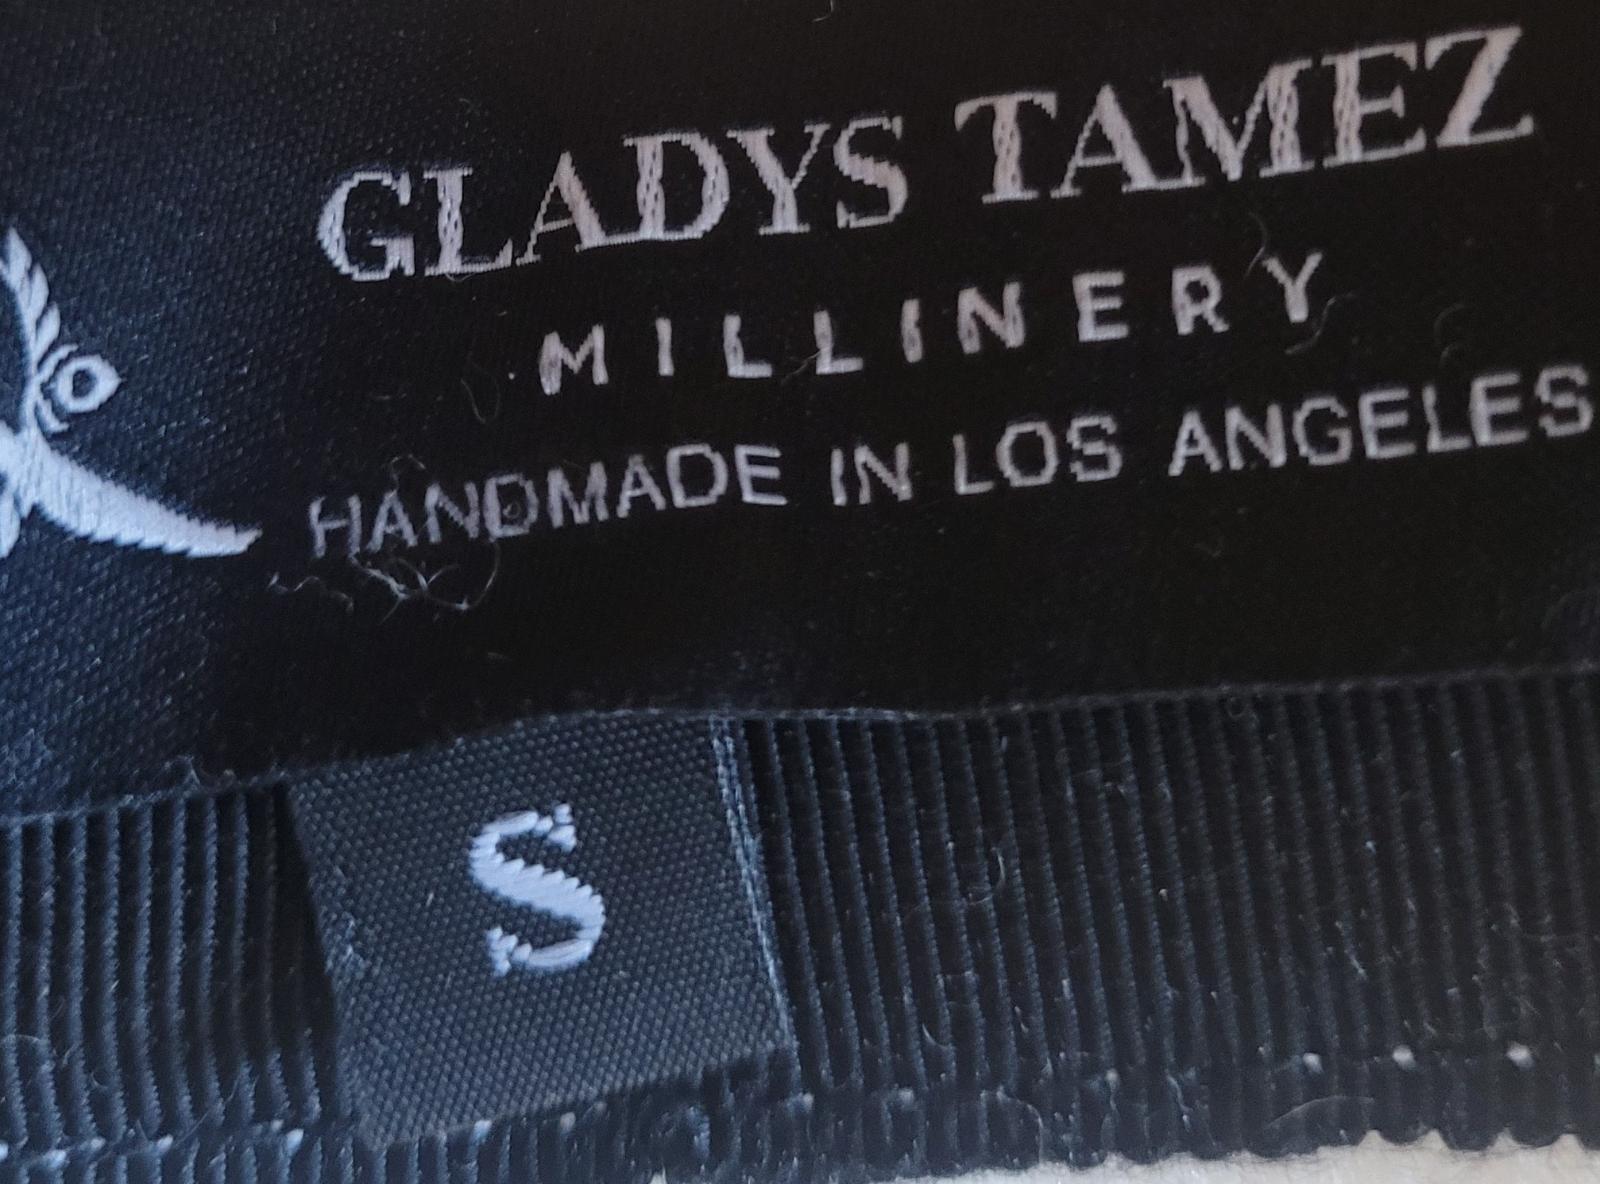 GLADYS TAMEZ
MILLINERY
HANDMADE IN LOS ANGELES
S